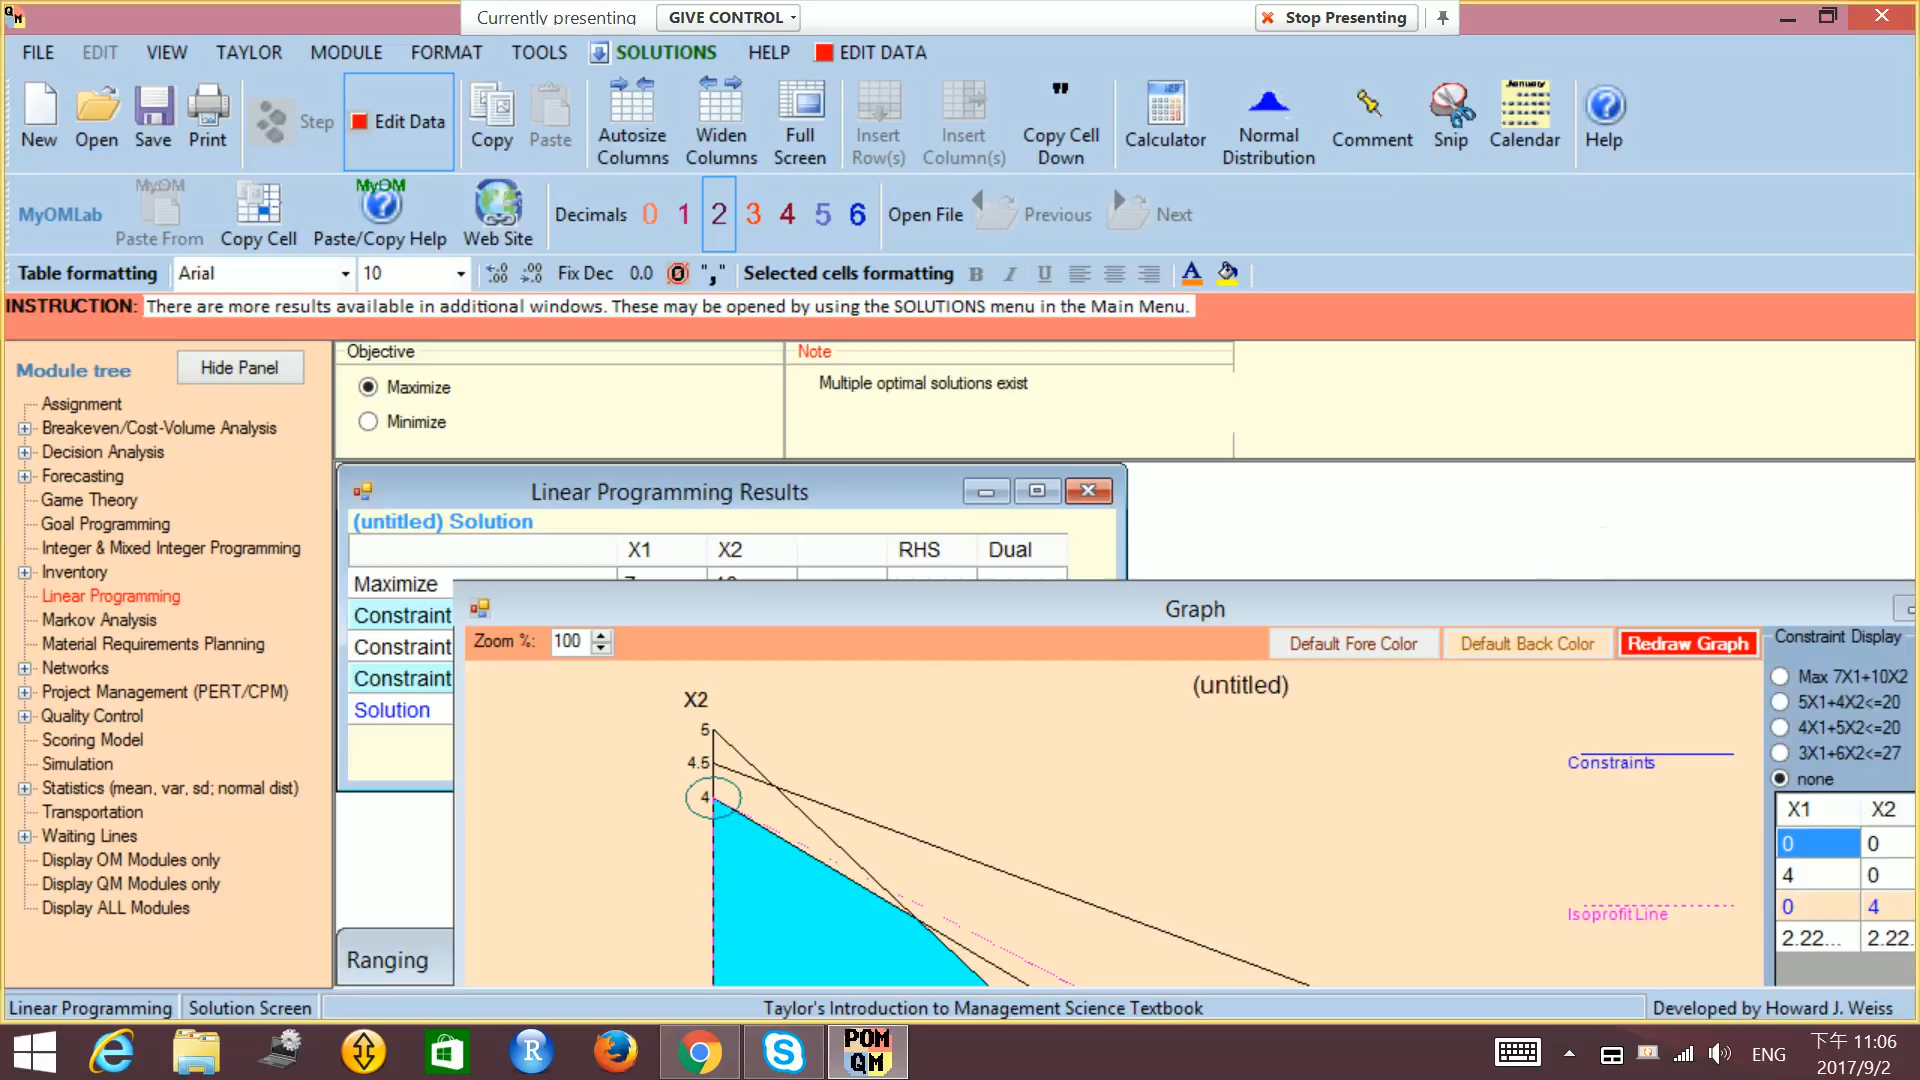 Currently presenting GIVE CONTROL Stop Presenting
FILE EDIT VIEW TAYLOR MODULE FORMAT TOOLS SOLUTIONS HELP EDIT DATA
New Open Save Print Step Edit Data Copy Paste Autosize Columns Widen Columns Full Screen Insert Row(s) Insert Column(s) Copy Cell Down Calculator Normal Distribution Comment Snip Calendar Help
MyOMLab Paste From Copy Cell Paste/Copy Help Web Site Decimals 0 1 2 3 4 5 6 Open File Previous Next
Table formatting Arial 10 Fix Dec 0.0 "," Selected cells formatting B I U A
INSTRUCTION: There are more results available in additional windows. These may be opened by using the SOLUTIONS menu in the Main Menu.
Module tree Hide Panel
Assignment
Breakeven/Cost-Volume Analysis
Decision Analysis
Forecasting
Game Theory
Goal Programming
Integer & Mixed Integer Programming
Inventory
Linear Programming
Markov Analysis
Material Requirements Planning
Networks
Project Management (PERT/CPM)
Quality Control
Scoring Model
Simulation
Statistics (mean, var, sd; normal dist)
Transportation
Waiting Lines
Display OM Modules only
Display QM Modules only
Display ALL Modules
Objective
Maximize
Minimize
Note
Multiple optimal solutions exist
Linear Programming Results
(untitled) Solution
X1 X2 RHS Dual
Maximize
Constraint
Constraint
Constraint
Solution
Ranging
Graph
Zoom %: 100 Default Fore Color Default Back Color Redraw Graph
(untitled)
X2
5
4.5
4
Constraints
Isoprofit Line
Constraint Display
Max 7X1+10X2
5X1+4X2<=20
4X1+5X2<=20
3X1+6X2<=27
none
X1 X2
0 0
4 0
0 4
2.22... 2.22.
Linear Programming Solution Screen Taylor's Introduction to Management Science Textbook Developed by Howard J. Weiss
POM QM
ENG
下午 11:06
2017/9/2